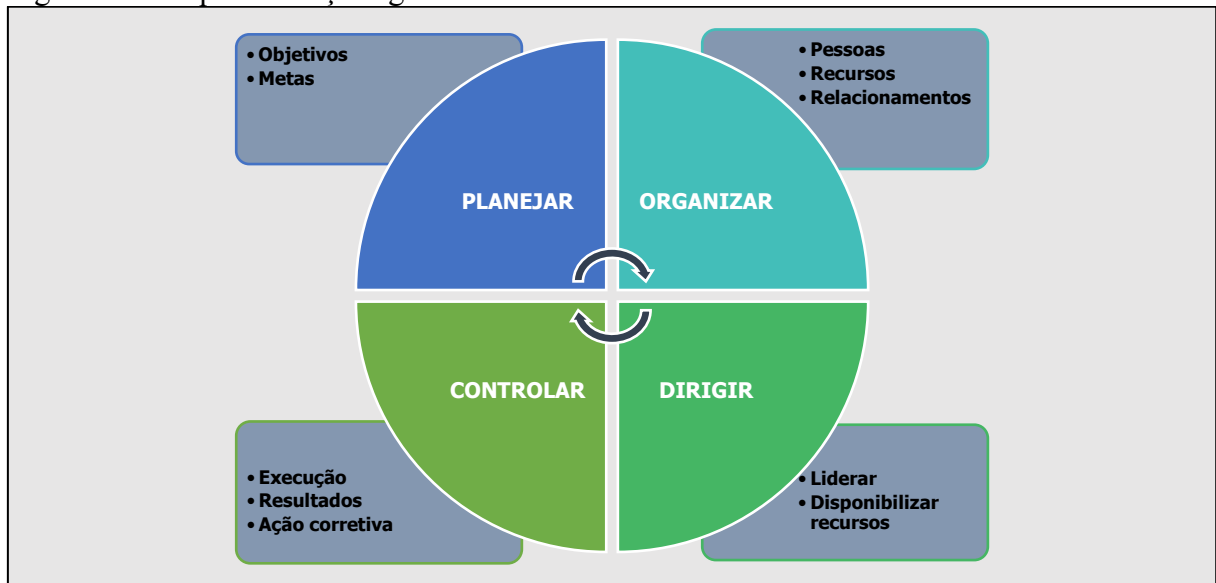 • Objetivos
• Metas
• Pessoas
• Recursos
• Relacionamentos
PLANEJAR
ORGANIZAR
CONTROLAR
DIRIGIR
• Execução
• Resultados
• Ação corretiva
• Liderar
• Disponibilizar
recursos